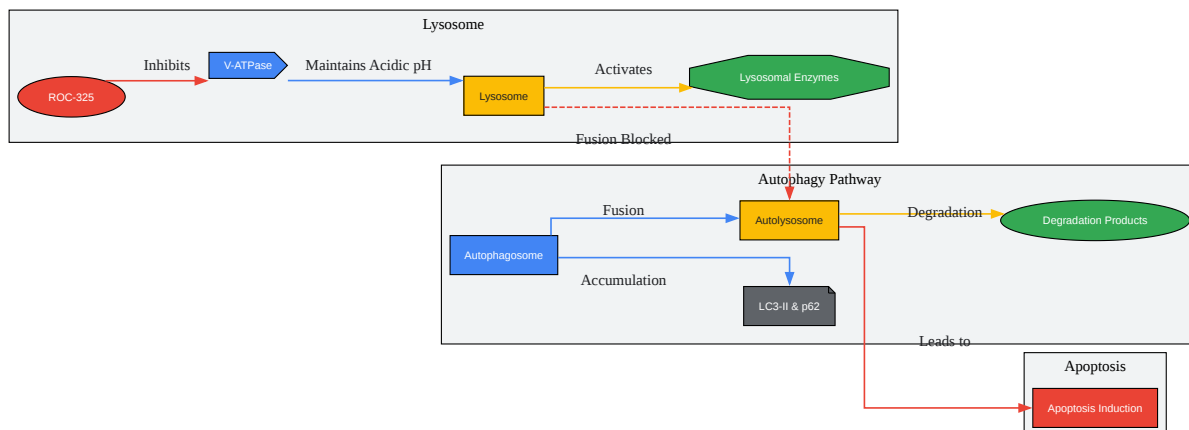 Lysosome
Inhibits
V-ATPase
Maintains Acidic pH
Activates
Lysosomal Enzymes
ROC-325
Lysosome
Fusion Blocked
Autophagy Pathway
Fusion
Autolysosome
Degradation
Degradation Products
Autophagosome
Accumulation
LC3-II & p62
Leads to
Apoptosis
Apoptosis Induction